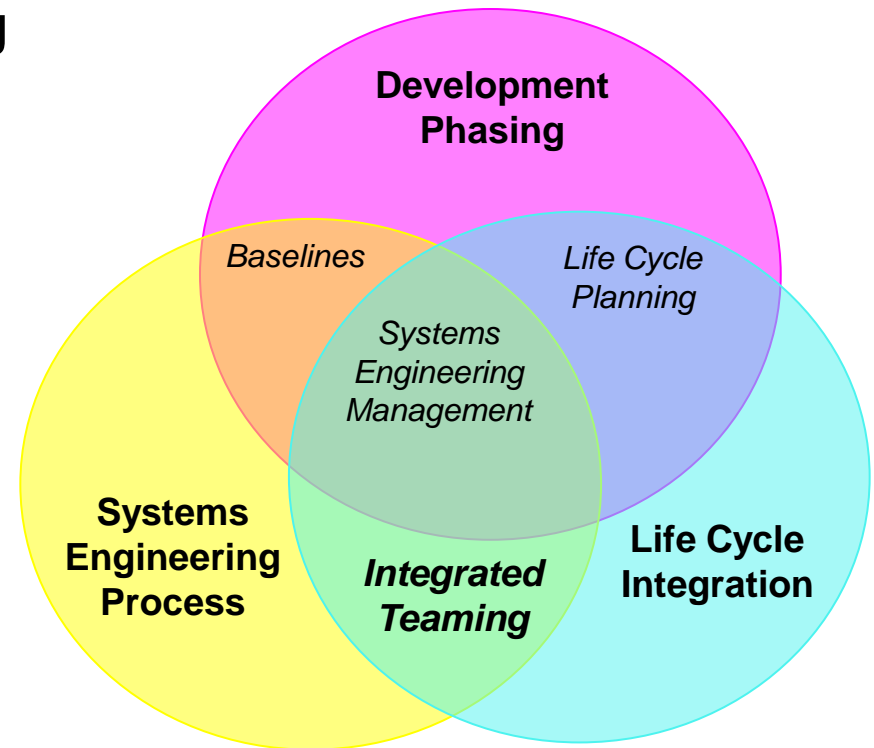 g
Development
Phasing
Baselines
Life Cycle
Planning
Systems
Engineering
Management
Systems
Engineering
Process
Integrated
Teaming
Life Cycle
Integration